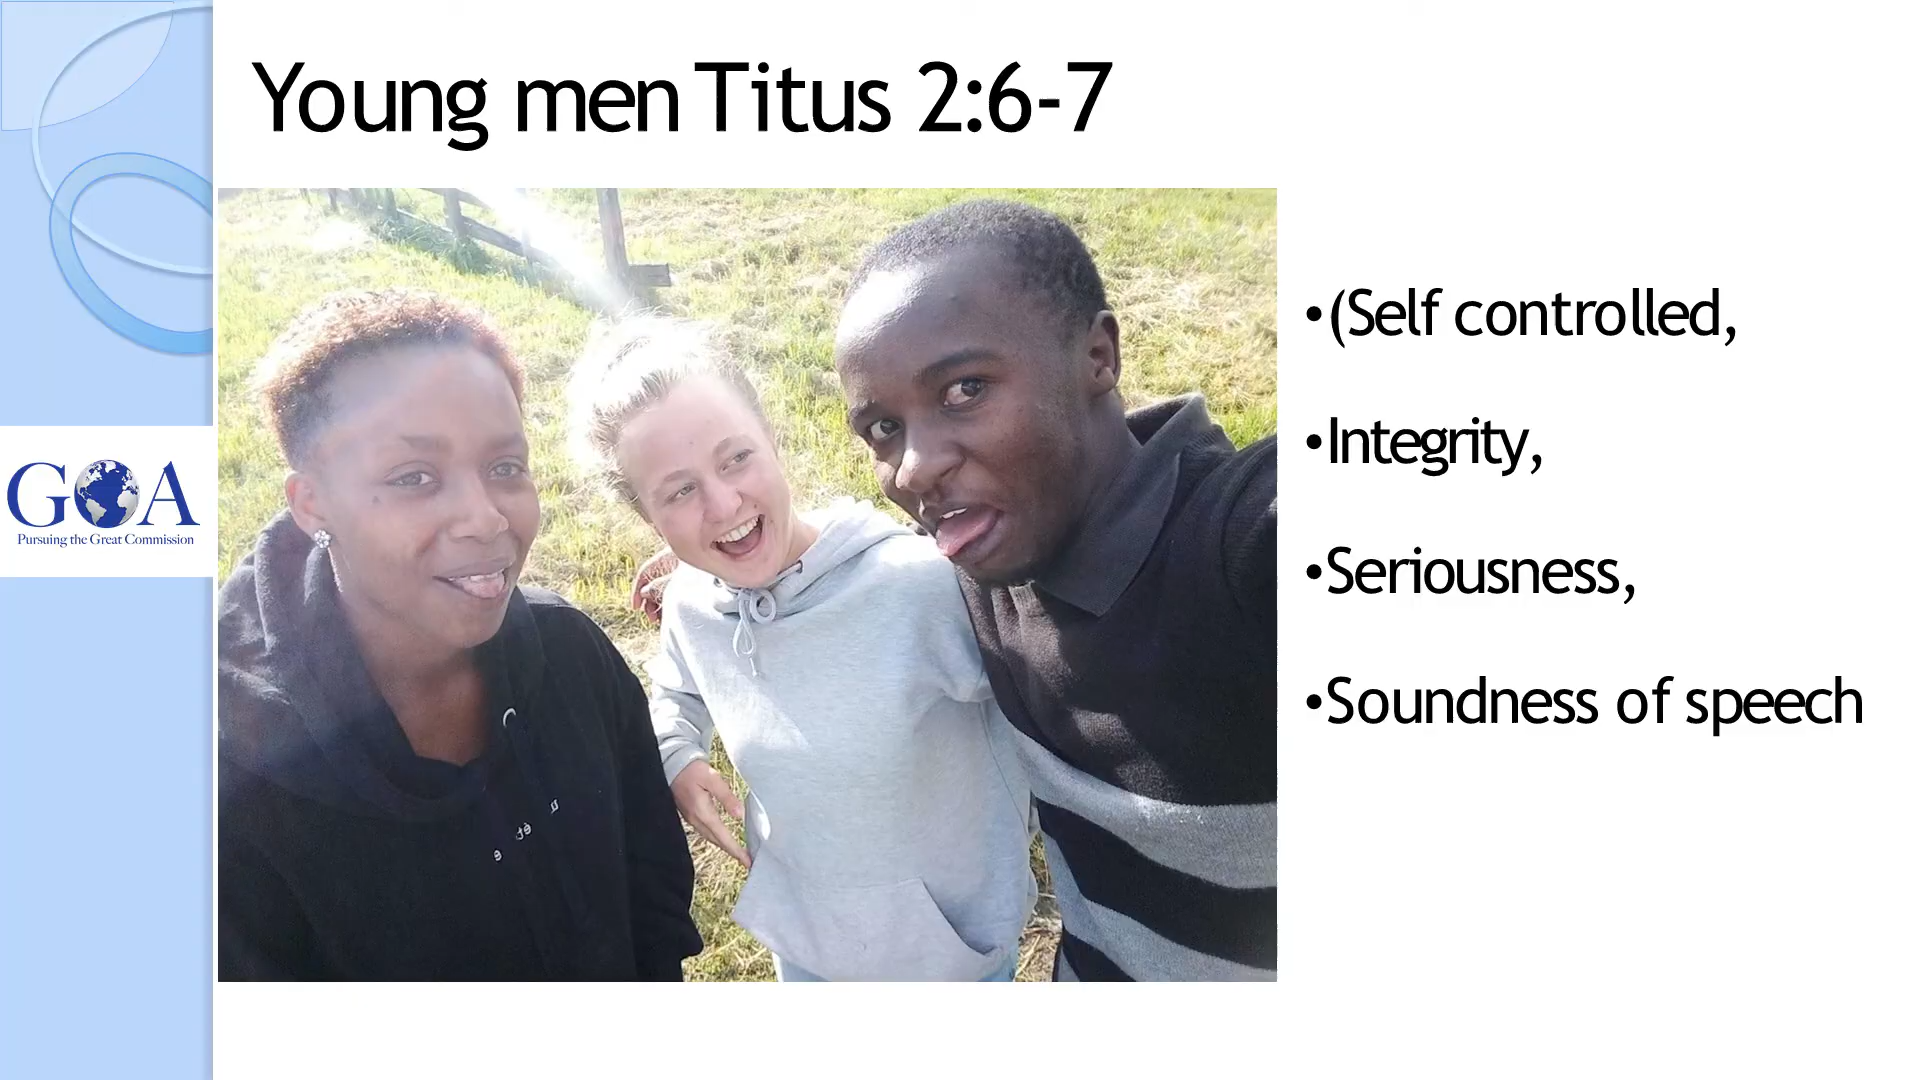 Young men Titus 2:6-7
•(Self controlled,
•Integrity,
•Seriousness,
•Soundness of speech
GOA
Pursuing the Great Commission